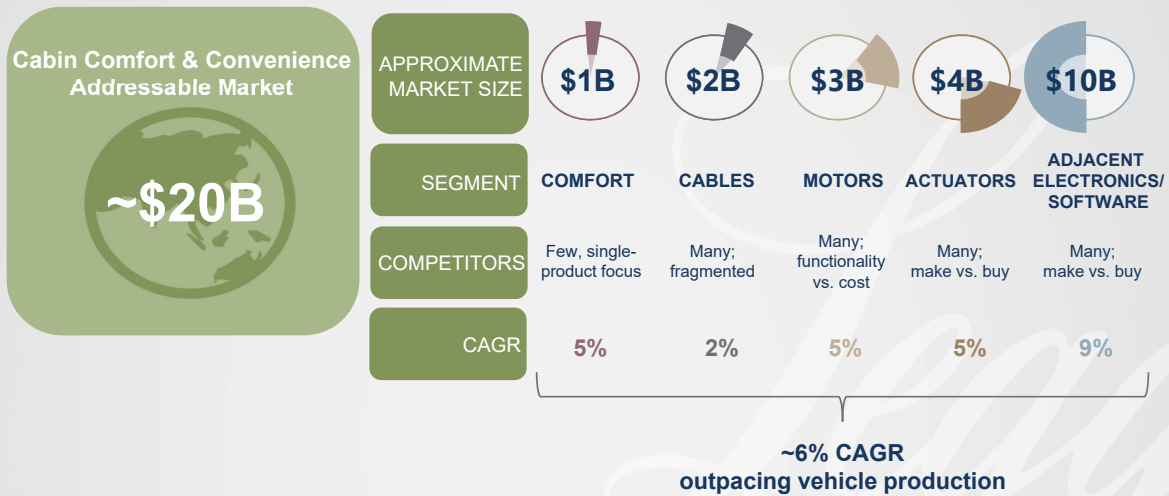 Cabin Comfort & Convenience
Addressable Market
~$20B
APPROXIMATE
MARKET SIZE
$1B
$2B
$3B
$4B
$10B
SEGMENT
COMFORT
CABLES
MOTORS
ACTUATORS
ADJACENT
ELECTRONICS/
SOFTWARE
COMPETITORS
Few, single-
product focus
Many;
fragmented
Many;
functionality
vs. cost
Many;
make vs. buy
Many;
make vs. buy
CAGR
5%
2%
5%
5%
9%
~6% CAGR
outpacing vehicle production